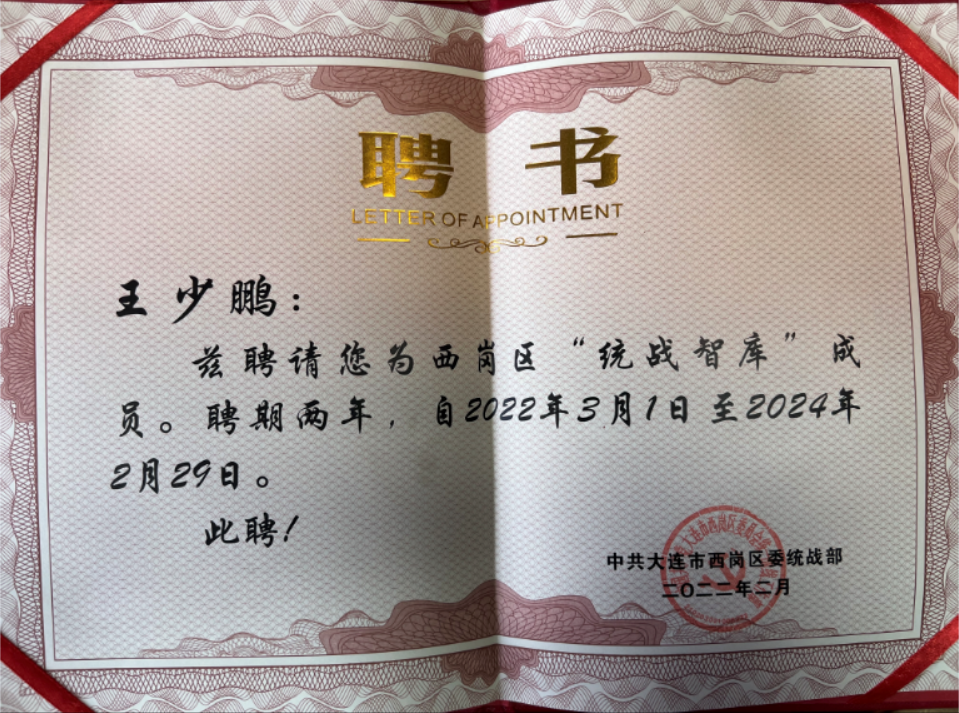 聘书
LETTER OF APPOINTMENT
王少鹏：
兹聘请您为西岗区“统战智库”成
员。聘期两年，自2022年3月1日至2024年
2月29日。
此聘！
中共大连市西岗区委统战部
二〇二二年二月